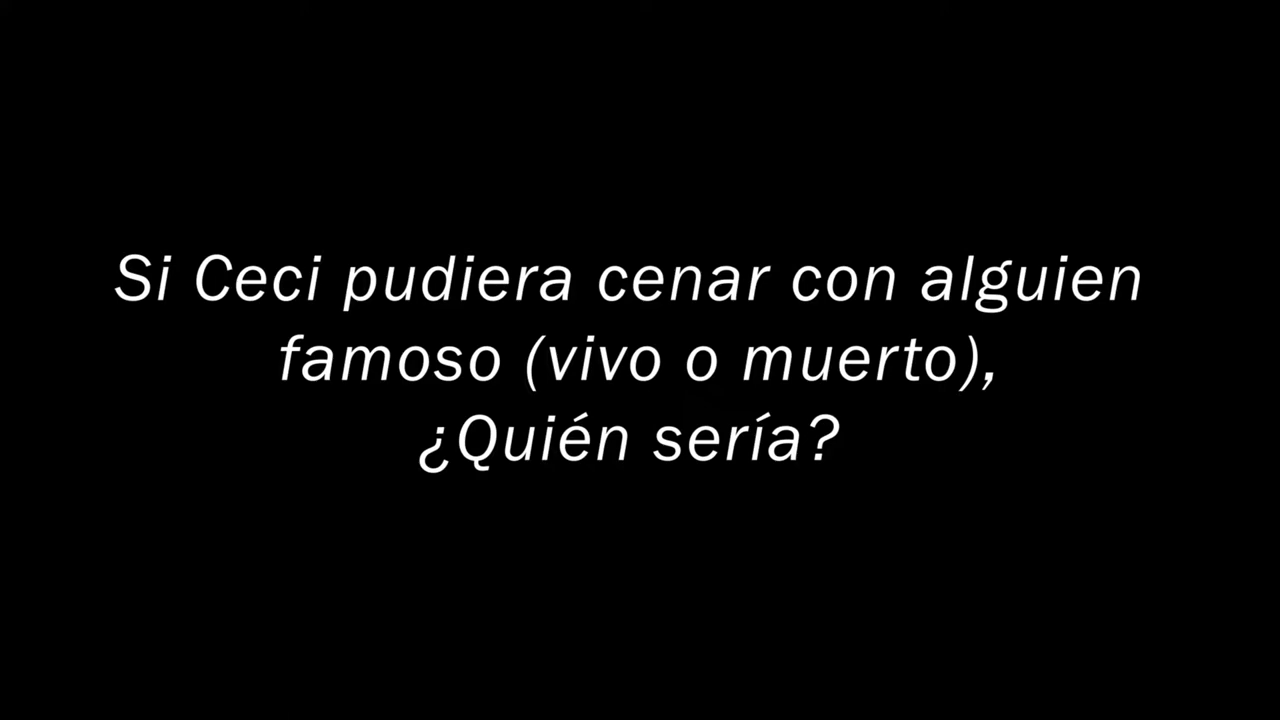 Si Ceci pudiera cenar con alguien
famoso (vivo o muerto),
¿Quién sería?